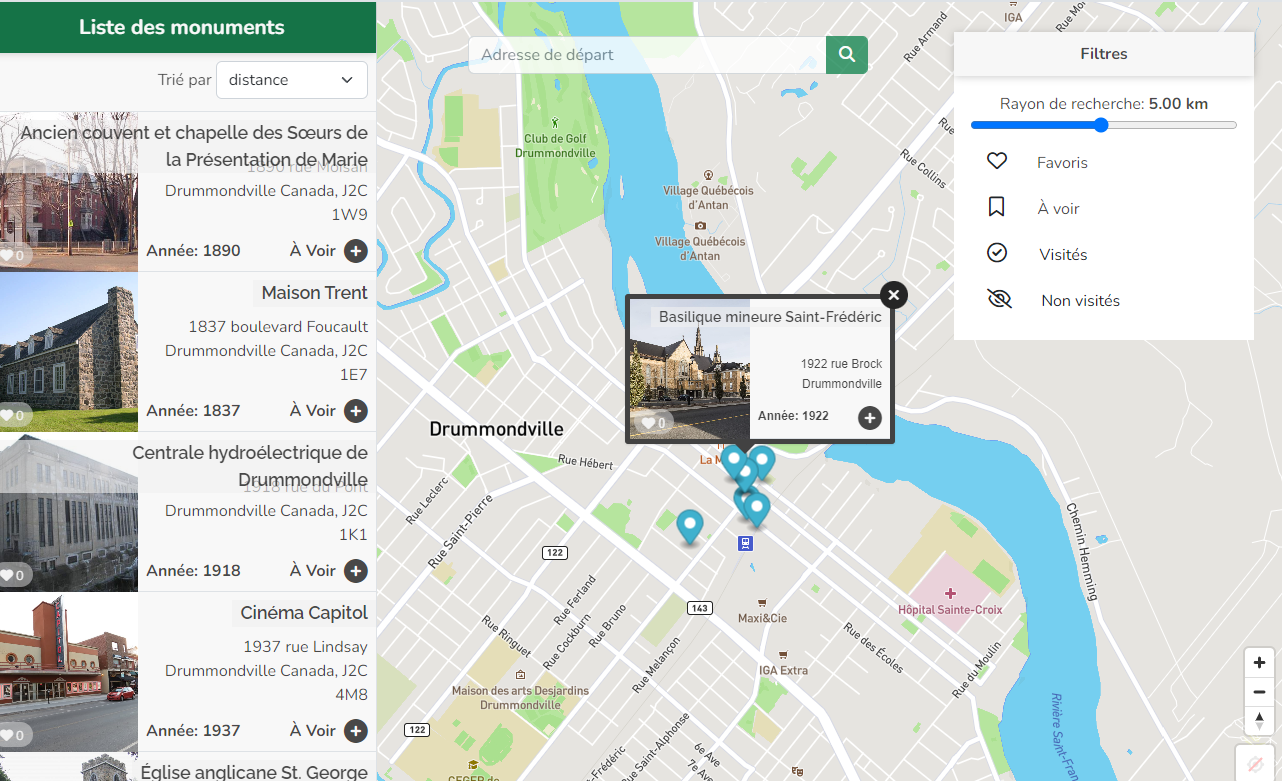 Liste des monuments
Trié par
distance
Ancien couvent et chapelle des Sœurs de
la Présentation de Marie
1890 rue Moisan
Drummondville Canada, J2C
1W9
0
Année: 1890
À Voir
Maison Trent
1837 boulevard Foucault
Drummondville Canada, J2C
1E7
0
Année: 1837
À Voir
Centrale hydroélectrique de
Drummondville
1918 rue du Pont
Drummondville Canada, J2C
1K1
0
Année: 1918
À Voir
Cinéma Capitol
1937 rue Lindsay
Drummondville Canada, J2C
4M8
0
Année: 1937
À Voir
Église anglicane St. George
Adresse de départ
Filtres
Rayon de recherche: 5.00 km
Favoris
À voir
Visités
Non visités
IGA
Rue Armand
Rue Collins
Club de Golf
Drummondville
Village Québécois
d'Antan
Village Québécois
d'Antan
Basilique mineure Saint-Frédéric
1922 rue Brock
Drummondville
0
Année: 1922
Drummondville
La M
Rue Hébert
Rue Leclerc
Rue Saint-Pierre
122
143
Rue Ferland
Rue Cockburn
Rue Bruno
Rue Ringuet
Rue Melançon
Maxi&Cie
IGA Extra
Rue des Écoles
Rue du Moulin
Hôpital Sainte-Croix
Chemin Hemming
Maison des arts Desjardins
Drummondville
122
Rue Saint-Alphonse
6e Ave
7e Ave
CEGEP de
Rivière Saint-Fran